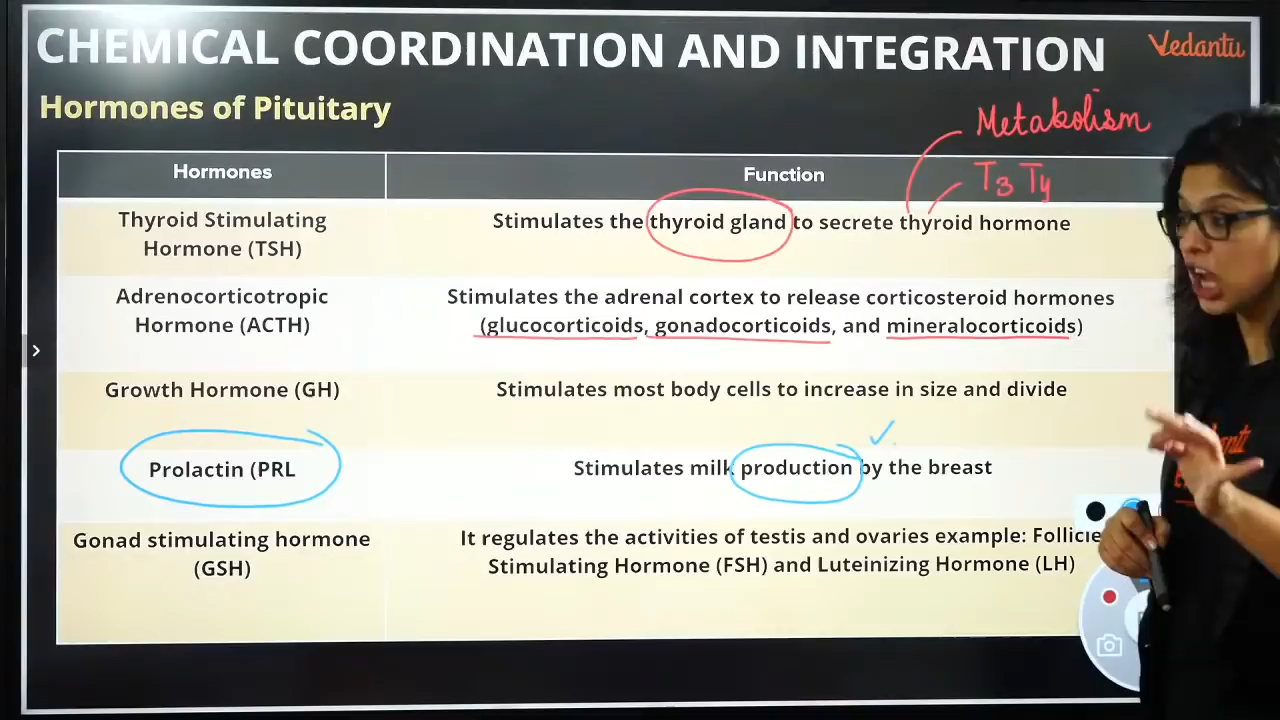 CHEMICAL COORDINATION AND INTEGRATION
Vedantu
Hormones of Pituitary
Metabolism
T3 T4
Hormones
Function
Thyroid Stimulating
Hormone (TSH)
Stimulates the thyroid gland to secrete thyroid hormone
Adrenocorticotropic
Hormone (ACTH)
Stimulates the adrenal cortex to release corticosteroid hormones
(glucocorticoids, gonadocorticoids, and mineralocorticoids)
Growth Hormone (GH)
Stimulates most body cells to increase in size and divide
Prolactin (PRL
Stimulates milk production by the breast
Gonad stimulating hormone
(GSH)
It regulates the activities of testis and ovaries example: Follicle
Stimulating Hormone (FSH) and Luteinizing Hormone (LH)